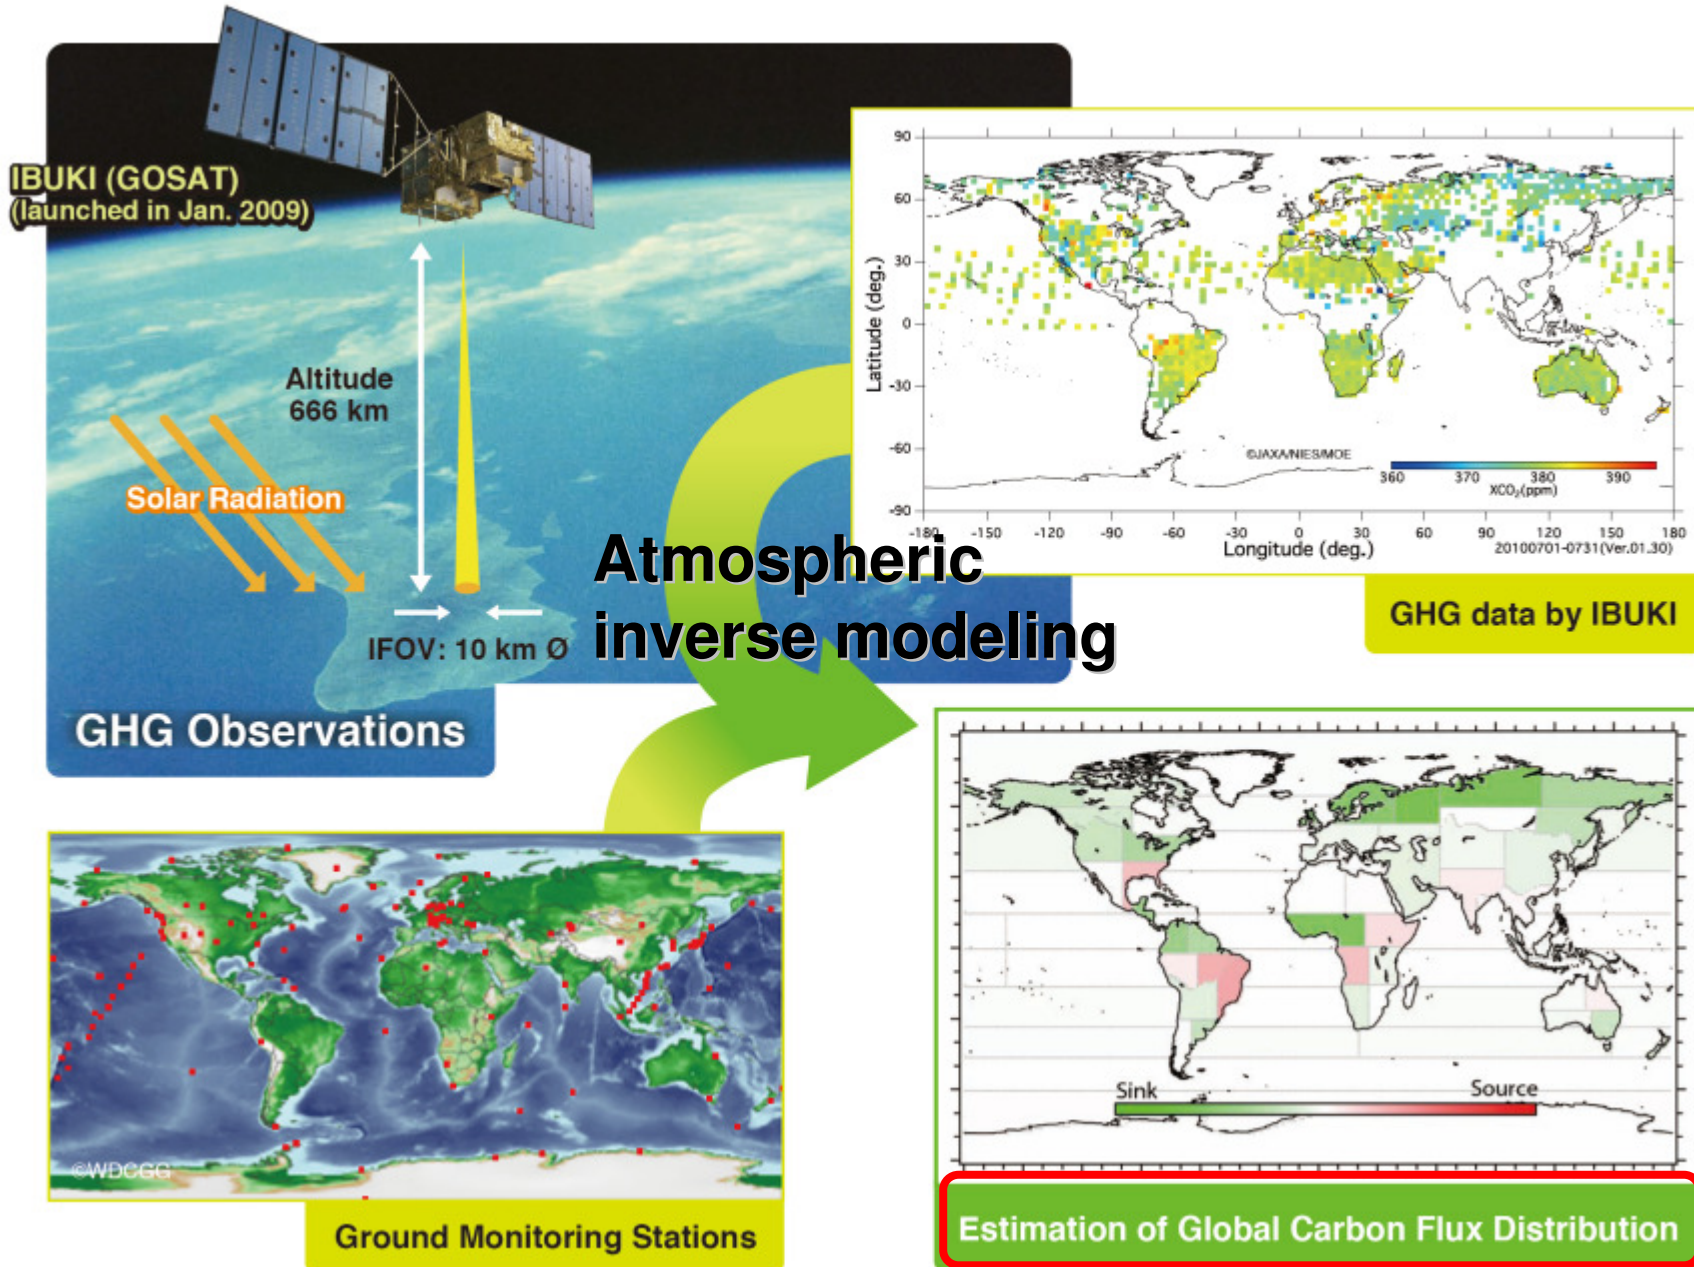 IBUKI (GOSAT)
(launched in Jan. 2009)
Altitude
666 km
Solar Radiation
IFOV: 10 km Ø
GHG Observations
Atmospheric
inverse modeling
90
60
30
0
-30
-60
-90
Latitude (deg.)
-180 -150 -120 -90 -60 -30 0 30 60 90 120 150 180
Longitude (deg.)
20100701-0731(Ver.01.30)
©JAXA/NIES/MOE
360 370 380 390
XCO₂(ppm)
GHG data by IBUKI
Sink Source
Estimation of Global Carbon Flux Distribution
©WDCGG
Ground Monitoring Stations